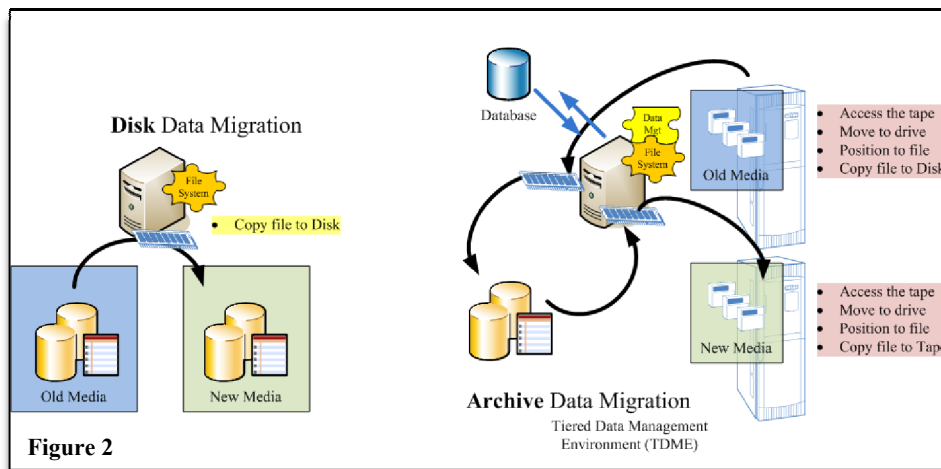 Disk Data Migration
File
System
• Copy file to Disk
Old Media
New Media
Figure 2
Database
Data
Mgt
File
System
Old Media
• Access the tape
• Move to drive
• Position to file
• Copy file to Disk
New Media
• Access the tape
• Move to drive
• Position to file
• Copy file to Tap
Archive Data Migration
Tiered Data Management
Environment (TDME)